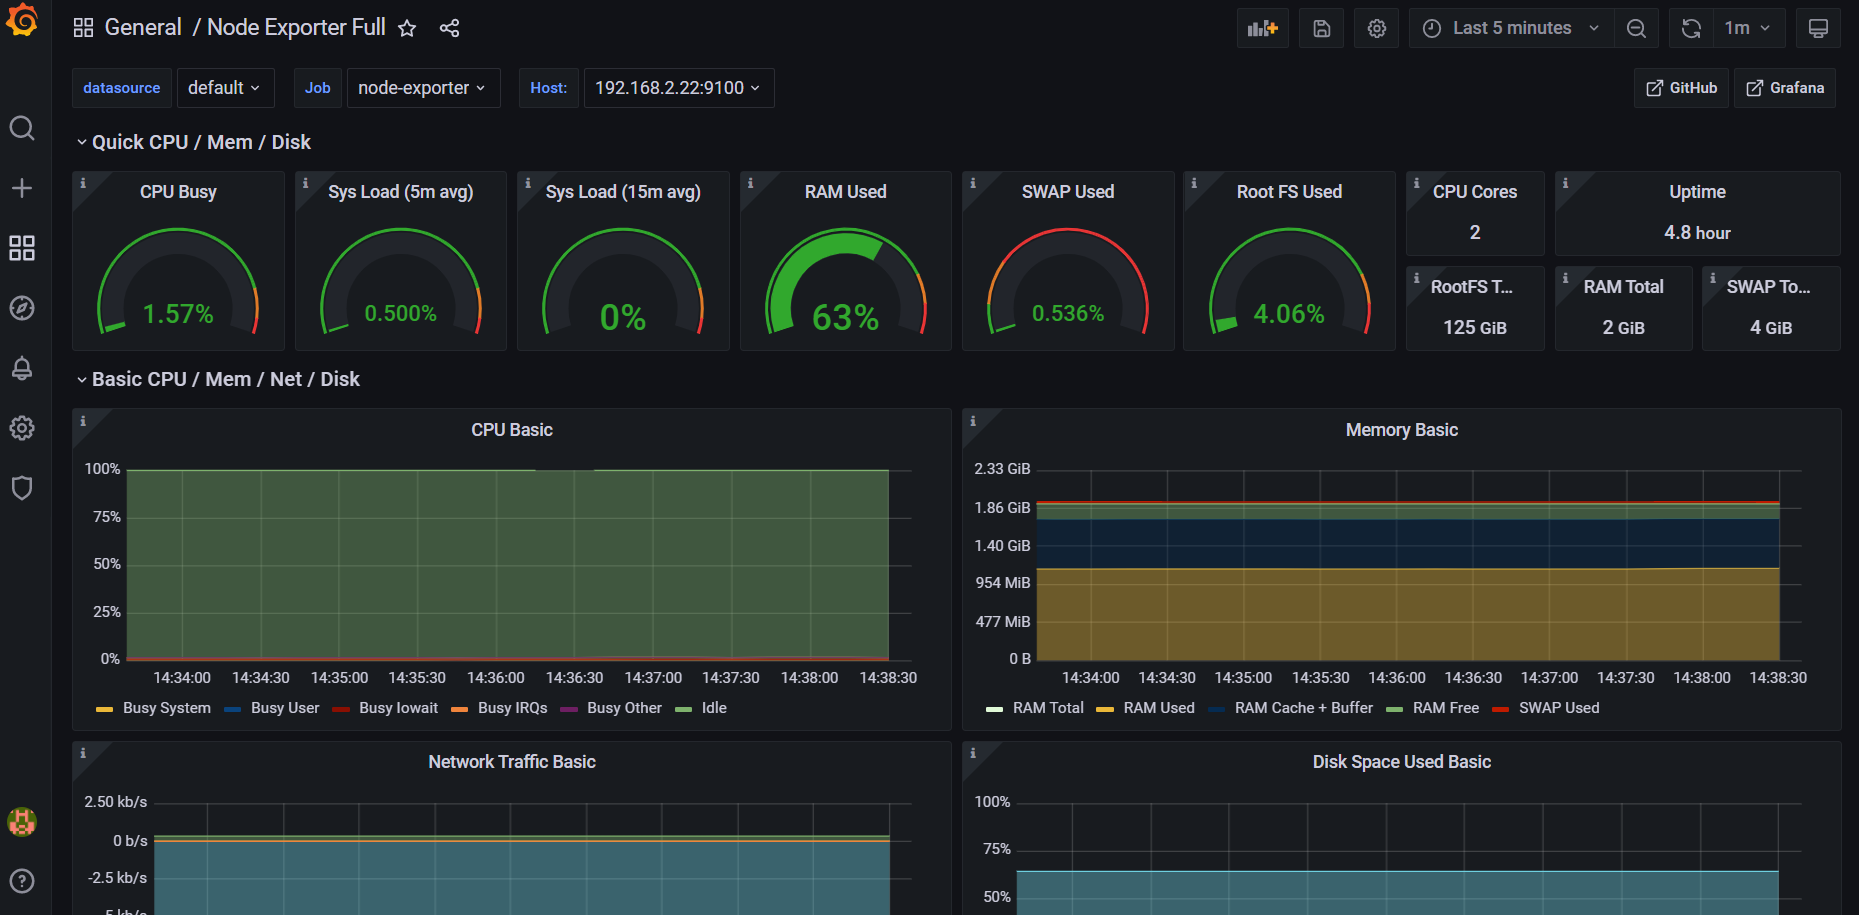 General / Node Exporter Full
Last 5 minutes
1m
datasource default Job node-exporter Host: 192.168.2.22:9100
GitHub Grafana
Quick CPU / Mem / Disk
CPU Busy
1.57%
Sys Load (5m avg)
0.500%
Sys Load (15m avg)
0%
RAM Used
63%
SWAP Used
0.536%
Root FS Used
4.06%
CPU Cores
2
Uptime
4.8 hour
RootFS T...
125 GiB
RAM Total
2 GiB
SWAP To...
4 GiB
Basic CPU / Mem / Net / Disk
CPU Basic
100%
75%
50%
25%
0%
14:34:00 14:34:30 14:35:00 14:35:30 14:36:00 14:36:30 14:37:00 14:37:30 14:38:00 14:38:30
Busy System Busy User Busy Iowait Busy IRQs Busy Other Idle
Memory Basic
2.33 GiB
1.86 GiB
1.40 GiB
954 MiB
477 MiB
0 B
14:34:00 14:34:30 14:35:00 14:35:30 14:36:00 14:36:30 14:37:00 14:37:30 14:38:00 14:38:30
RAM Total RAM Used RAM Cache + Buffer RAM Free SWAP Used
Network Traffic Basic
2.50 kb/s
0 b/s
-2.5 kb/s
Disk Space Used Basic
100%
75%
50%